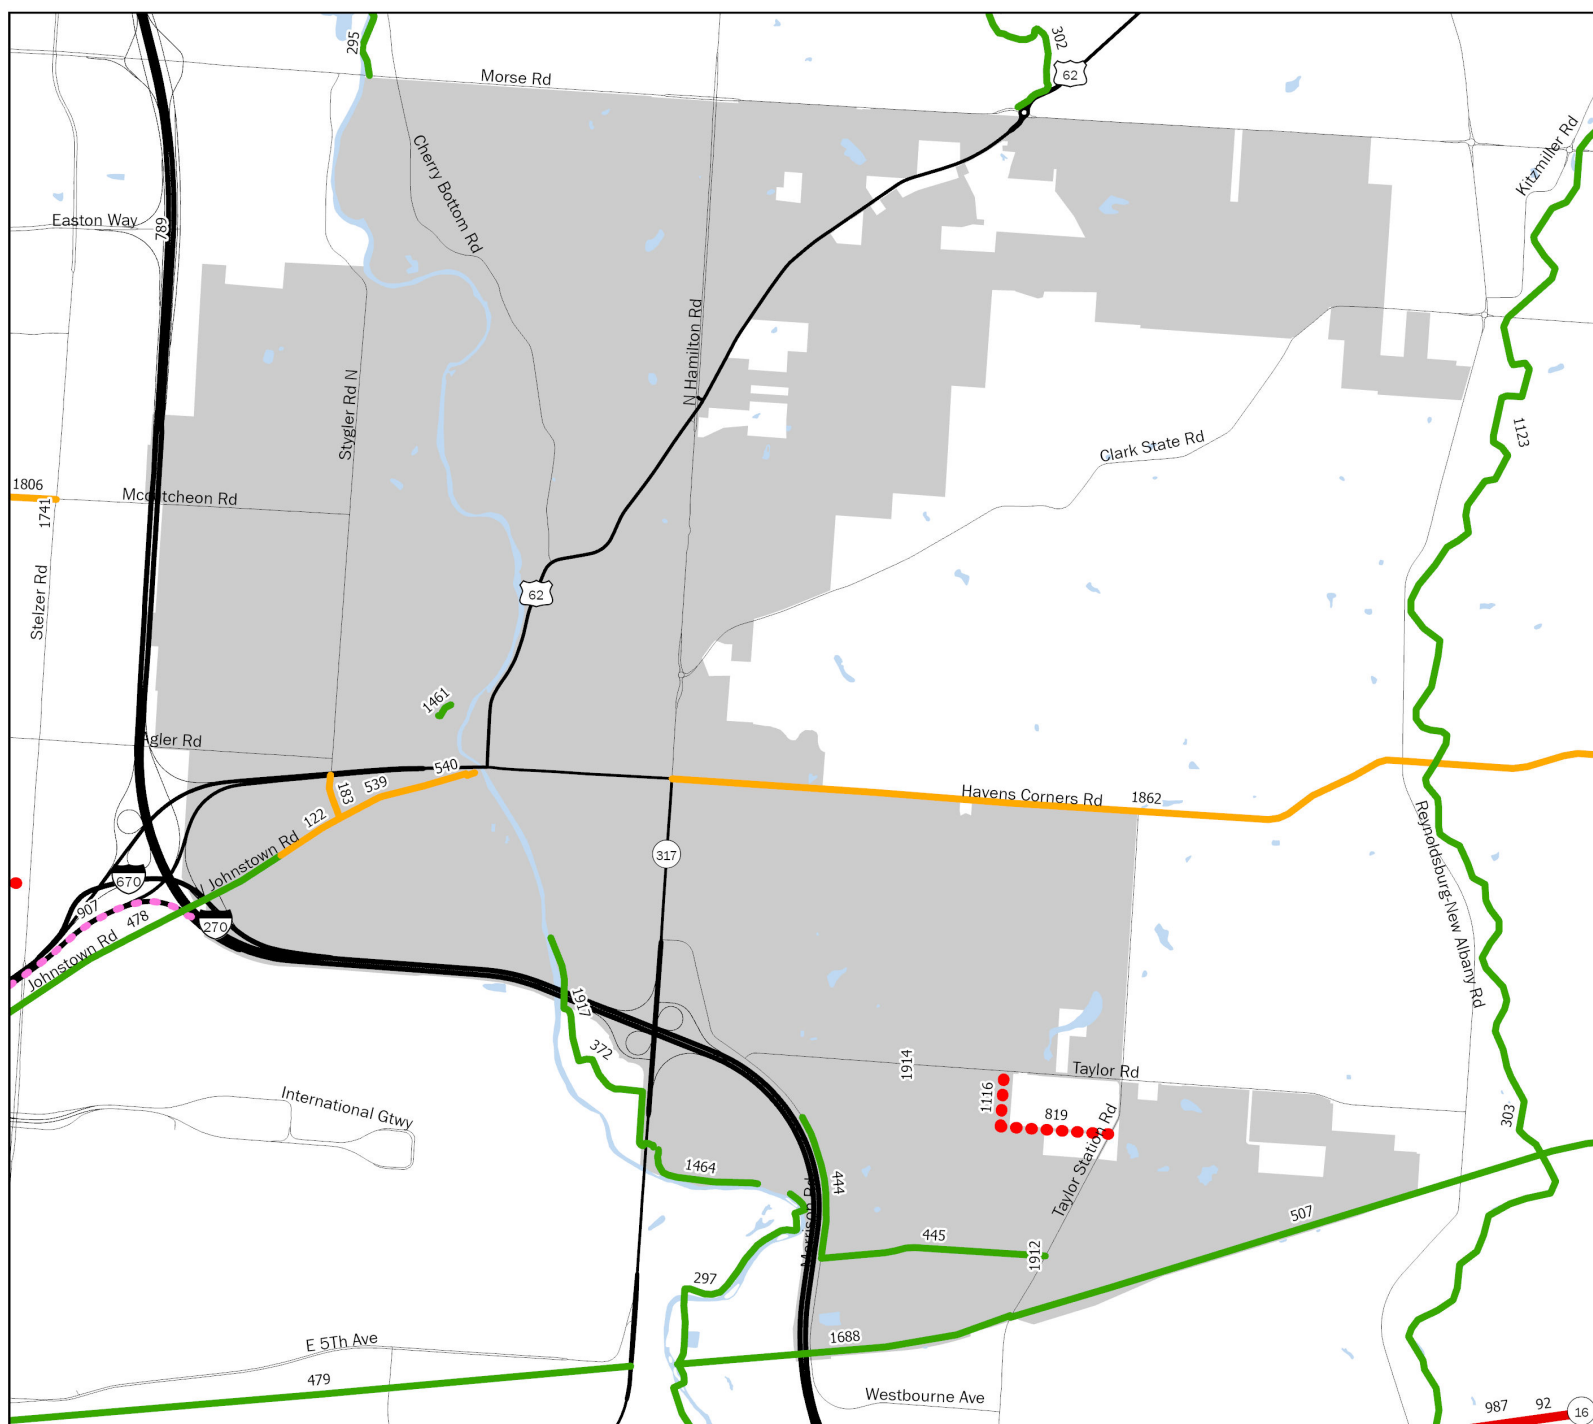 295
302
62
Morse Rd
Kitzmiller Rd
Cherry Bottom Rd
Easton Way
789
N Hamilton Rd
Stygler Rd N
1123
Clark State Rd
1806
Mccutcheon Rd
1741
Stelzer Rd
62
1461
Agler Rd
540
539
183
122
Havens Corners Rd
1862
Johnstown Rd
317
Reynoldsburg-New Albany Rd
670
907
478
270
Johnstown Rd
1917
372
1914
Taylor Rd
1116
819
International Gtwy
303
Taylor Station Rd
1464
444
Morrison Rd
507
445
1912
297
1688
E 5Th Ave
479
Westbourne Ave
987
92
16